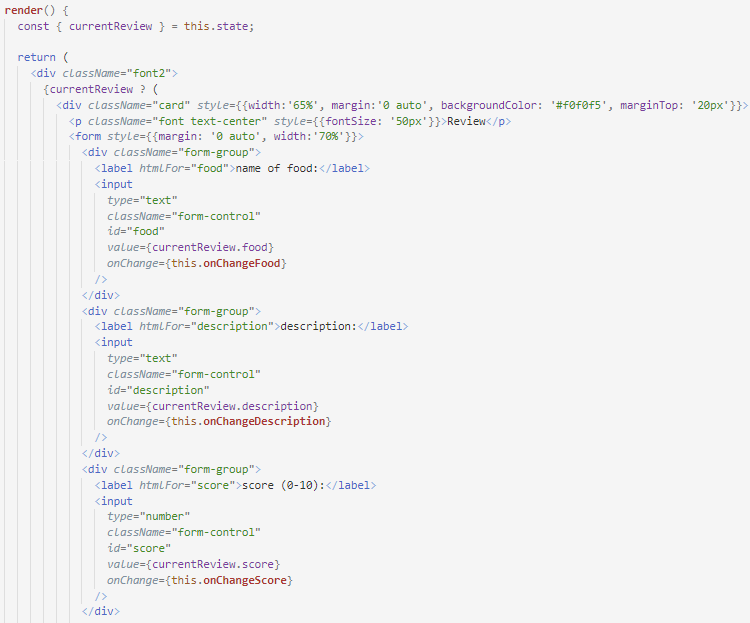 render() {
const { currentReview } = this.state;
return (
<div className="font2">
{currentReview ? (
<div className="card" style={{width:'65%', margin:'0 auto', backgroundColor: '#f0f0f5', marginTop: '20px'}}>
<p className="font text-center" style={{fontSize: '50px'}}>Review</p>
<form style={{margin: '0 auto', width:'70%'}}>
<div className="form-group">
<label htmlFor="food">name of food:</label>
<input
type="text"
className="form-control"
id="food"
value={currentReview.food}
onChange={this.onChangeFood}
/>
</div>
<div className="form-group">
<label htmlFor="description">description:</label>
<input
type="text"
className="form-control"
id="description"
value={currentReview.description}
onChange={this.onChangeDescription}
/>
</div>
<div className="form-group">
<label htmlFor="score">score (0-10):</label>
<input
type="number"
className="form-control"
id="score"
value={currentReview.score}
onChange={this.onChangeScore}
/>
</div>